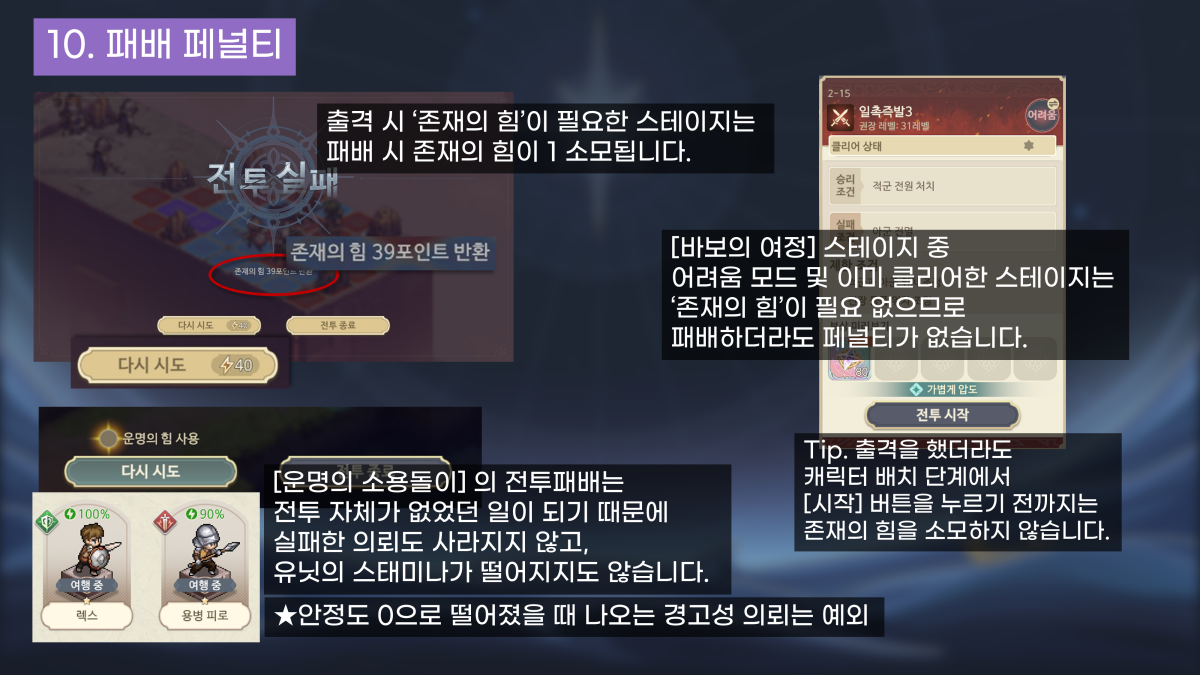 10. 패배 페널티
전투 실패
출격 시 ‘존재의 힘’이 필요한 스테이지는
패배 시 존재의 힘이 1 소모됩니다.
존재의 힘 39포인트 반환
존재의 힘 39포인트 반환
다시 시도 40
전투 종료
다시 시도 40
2-15
일촉즉발3
권장 레벨: 31레벨
어려움
클리어 상태
승리
조건
적군 전원 처치
실패
아군 전멸
[바보의 여정] 스테이지 중
어려움 모드 및 이미 클리어한 스테이지는
‘존재의 힘’이 필요 없으므로
패배하더라도 페널티가 없습니다.
80
가볍게 압도
전투 시작
Tip. 출격을 했더라도
캐릭터 배치 단계에서
[시작] 버튼을 누르기 전까지는
존재의 힘을 소모하지 않습니다.
운명의 힘 사용
다시 시도
전투 종료
[운명의 소용돌이] 의 전투패배는
전투 자체가 없었던 일이 되기 때문에
실패한 의뢰도 사라지지 않고,
유닛의 스태미나가 떨어지지도 않습니다.
★안정도 0으로 떨어졌을 때 나오는 경고성 의뢰는 예외
100%
여행 중
렉스
90%
여행 중
용병 피로